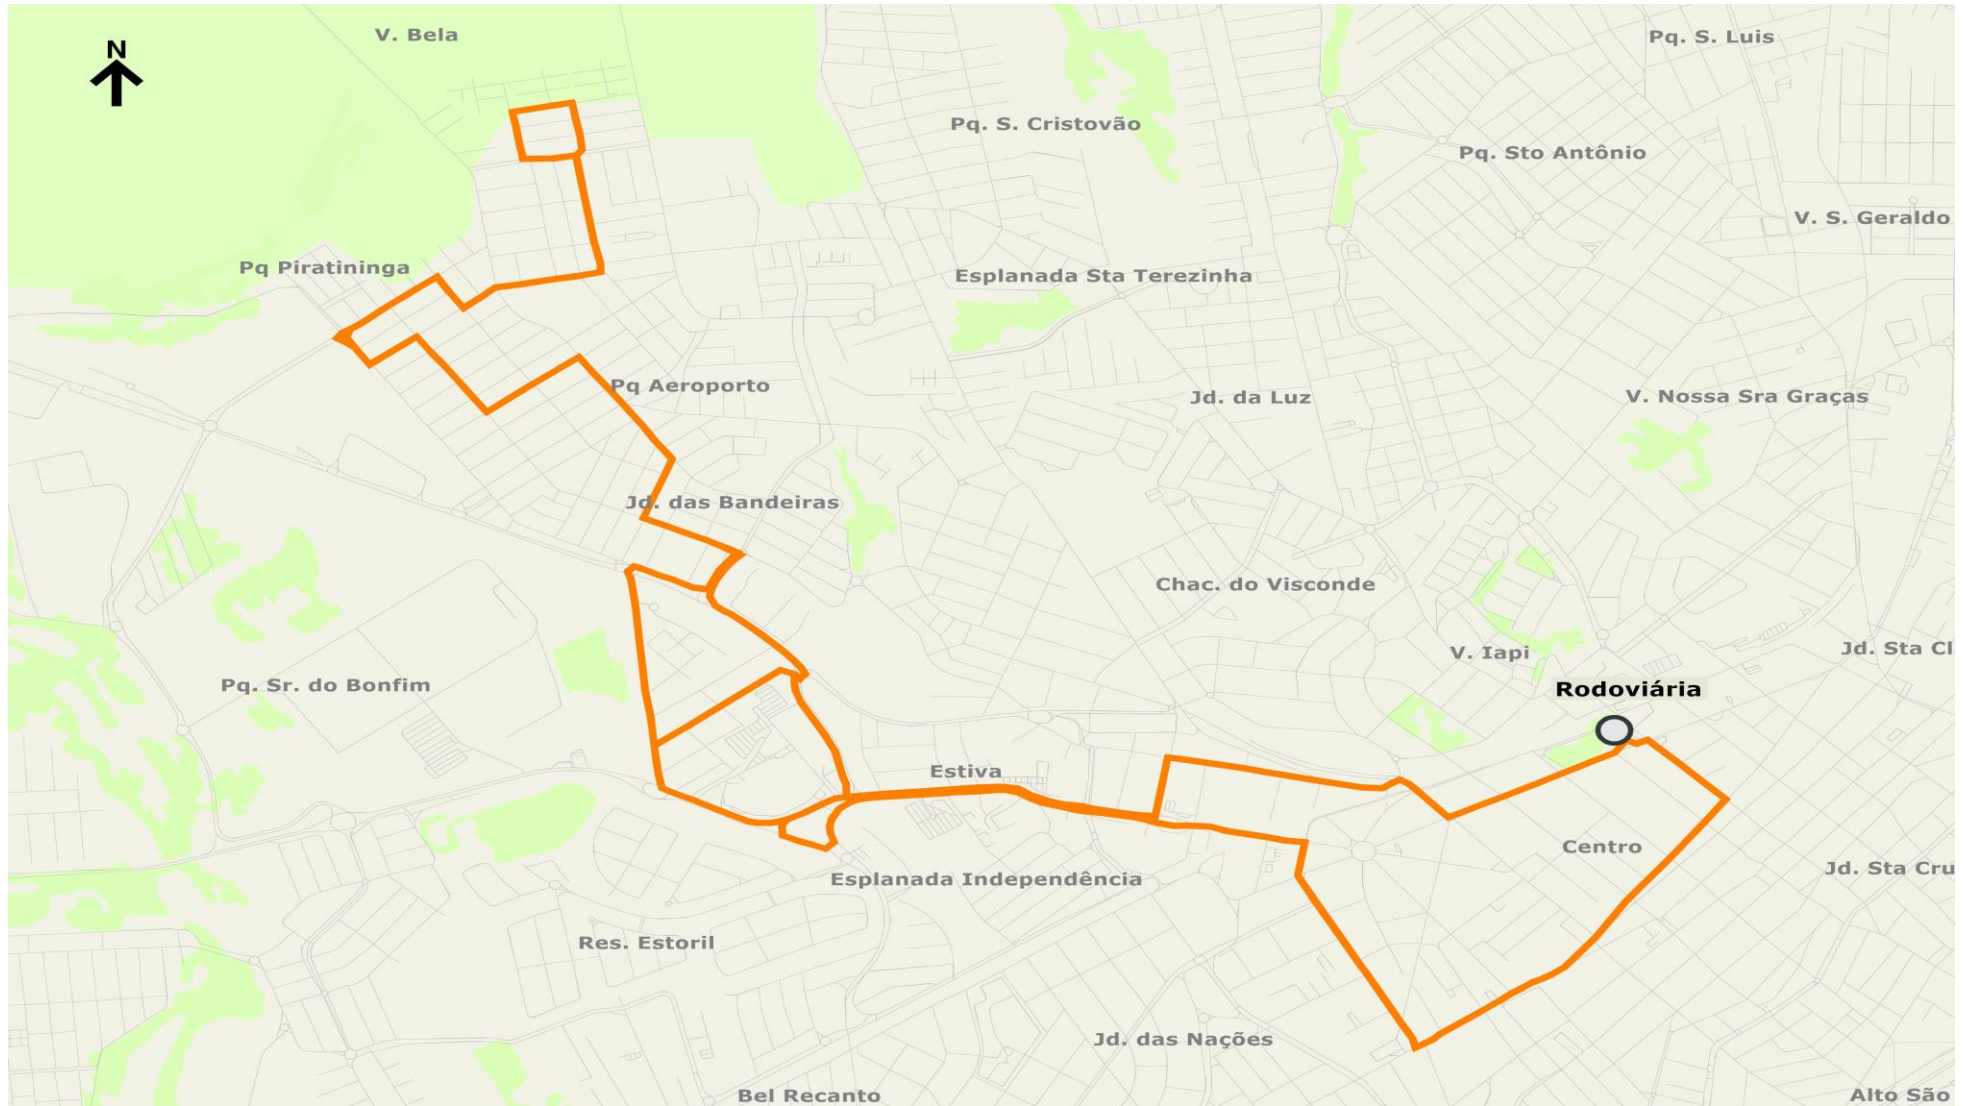 V. Bela
Pq. S. Luis
N
Pq. S. Cristovão
Pq. Sto Antônio
V. S. Geraldo
Pq Piratininga
Esplanada Sta Terezinha
Pq Aeroporto
Jd. da Luz
V. Nossa Sra Graças
Jd. das Bandeiras
Chac. do Visconde
V. Iapi
Jd. Sta Cl
Pq. Sr. do Bonfim
Rodoviária
Estiva
Centro
Jd. Sta Cru
Esplanada Independência
Res. Estoril
Jd. das Nações
Bel Recanto
Alto São